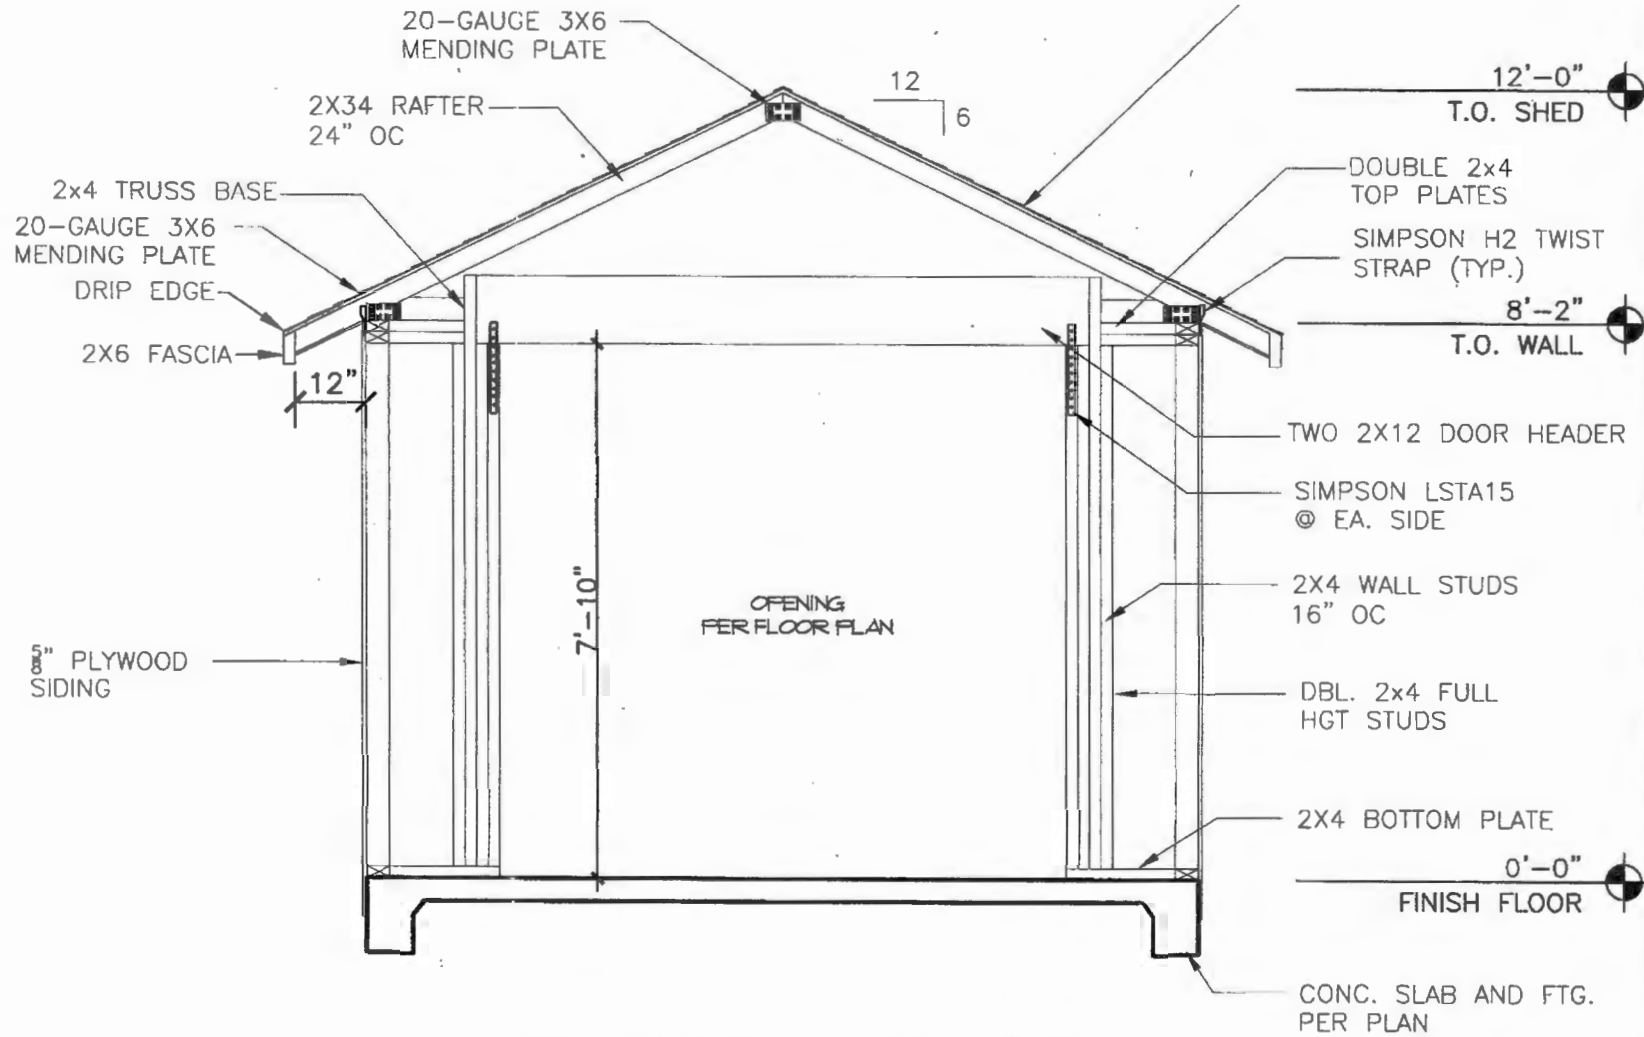 20-GAUGE 3X6
MENDING PLATE
2X34 RAFTER
24" OC
2x4 TRUSS BASE
20-GAUGE 3X6
MENDING PLATE
DRIP EDGE
2X6 FASCIA
12"
5/8" PLYWOOD
SIDING
12
6
7'-10"
OPENING
PER FLOOR PLAN
12'-0"
T.O. SHED
DOUBLE 2x4
TOP PLATES
SIMPSON H2 TWIST
STRAP (TYP.)
8'-2"
T.O. WALL
TWO 2X12 DOOR HEADER
SIMPSON LSTA15
@ EA. SIDE
2X4 WALL STUDS
16" OC
DBL. 2x4 FULL
HGT STUDS
2X4 BOTTOM PLATE
0'-0"
FINISH FLOOR
CONC. SLAB AND FTG.
PER PLAN